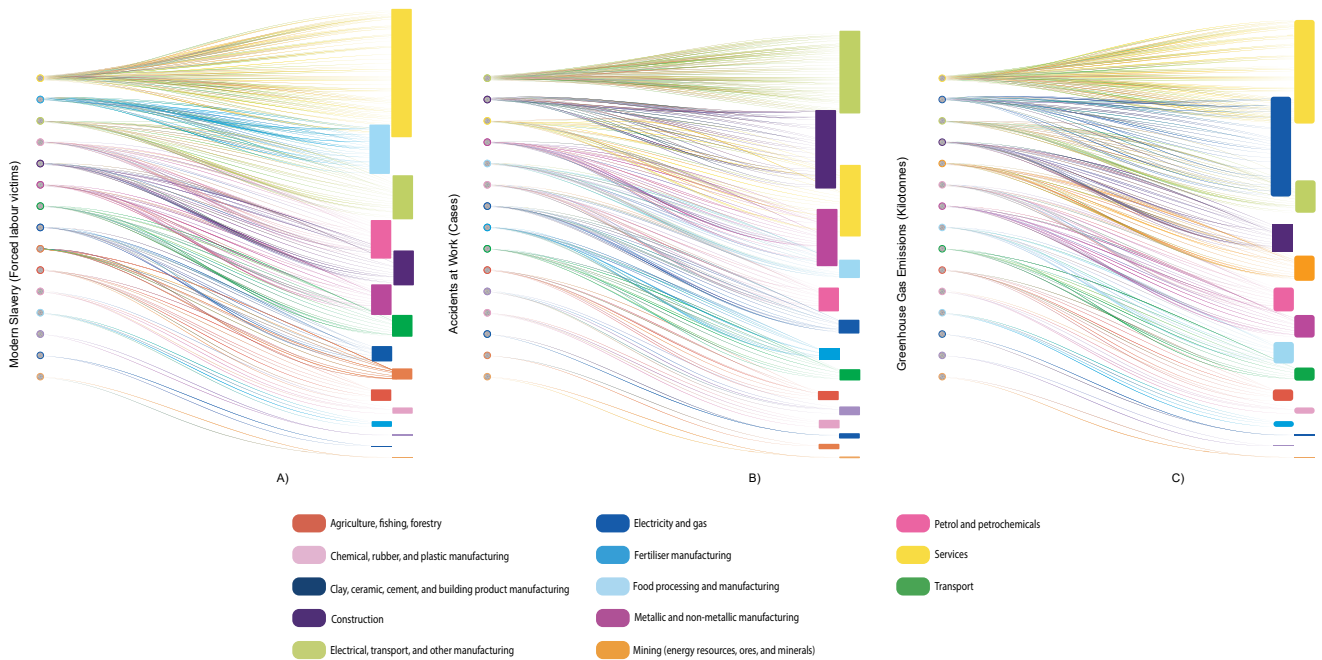 Modern Slavery (Forced labour victims)
Accidents at Work (Cases)
Greenhouse Gas Emissions (Kilotonnes)
A)
B)
C)
Agriculture, fishing, forestry
Chemical, rubber, and plastic manufacturing
Clay, ceramic, cement, and building product manufacturing
Construction
Electrical, transport, and other manufacturing
Electricity and gas
Fertiliser manufacturing
Food processing and manufacturing
Metallic and non-metallic manufacturing
Mining (energy resources, ores, and minerals)
Petrol and petrochemicals
Services
Transport